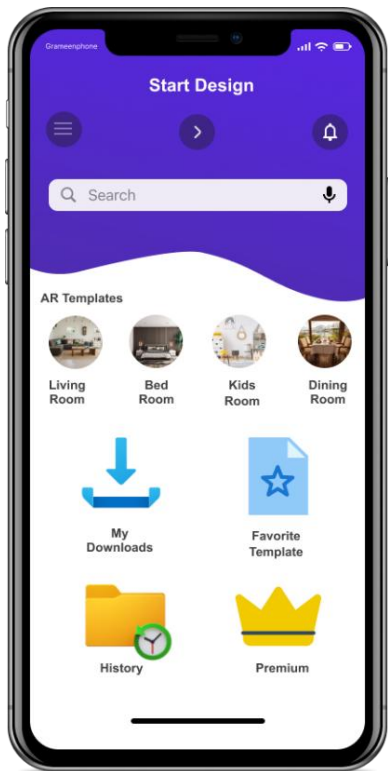 Grameenphone
Start Design
Search
AR Templates
Living
Room
Bed
Room
Kids
Room
Dining
Room
My
Downloads
Favorite
Template
History
Premium